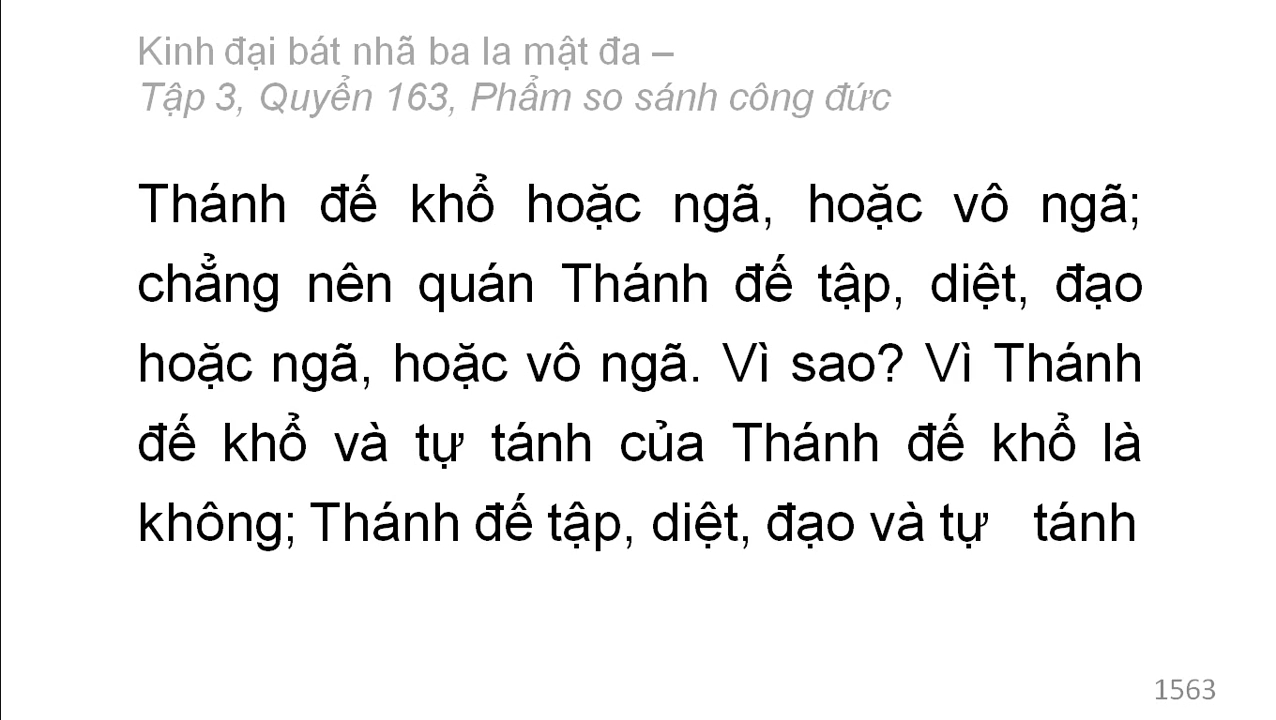 Kinh đại bát nhã ba la mật đa –
Tập 3, Quyển 163, Phẩm so sánh công đức
Thánh đế khổ hoặc ngã, hoặc vô ngã;
chẳng nên quán Thánh đế tập, diệt, đạo
hoặc ngã, hoặc vô ngã. Vì sao? Vì Thánh
đế khổ và tự tánh của Thánh đế khổ là
không; Thánh đế tập, diệt, đạo và tự tánh
1563